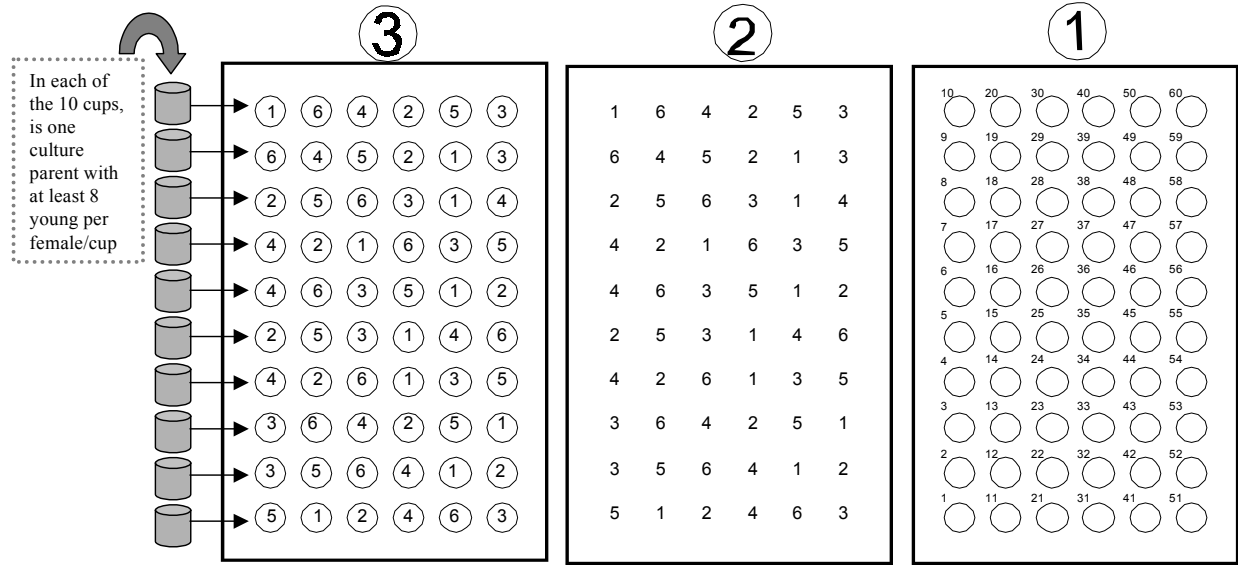 3
2
1
In each of
the 10 cups,
is one
culture
parent with
at least 8
young per
female/cup
1 6 4 2 5 3
6 4 5 2 1 3
2 5 6 3 1 4
4 2 1 6 3 5
4 6 3 5 1 2
2 5 3 1 4 6
4 2 6 1 3 5
3 6 4 2 5 1
3 5 6 4 1 2
5 1 2 4 6 3
1 6 4 2 5 3
6 4 5 2 1 3
2 5 6 3 1 4
4 2 1 6 3 5
4 6 3 5 1 2
2 5 3 1 4 6
4 2 6 1 3 5
3 6 4 2 5 1
3 5 6 4 1 2
5 1 2 4 6 3
10 20 30 40 50 60
9 19 29 39 49 59
8 18 28 38 48 58
7 17 27 37 47 57
6 16 26 36 46 56
5 15 25 35 45 55
4 14 24 34 44 54
3 13 23 33 43 53
2 12 22 32 42 52
1 11 21 31 41 51